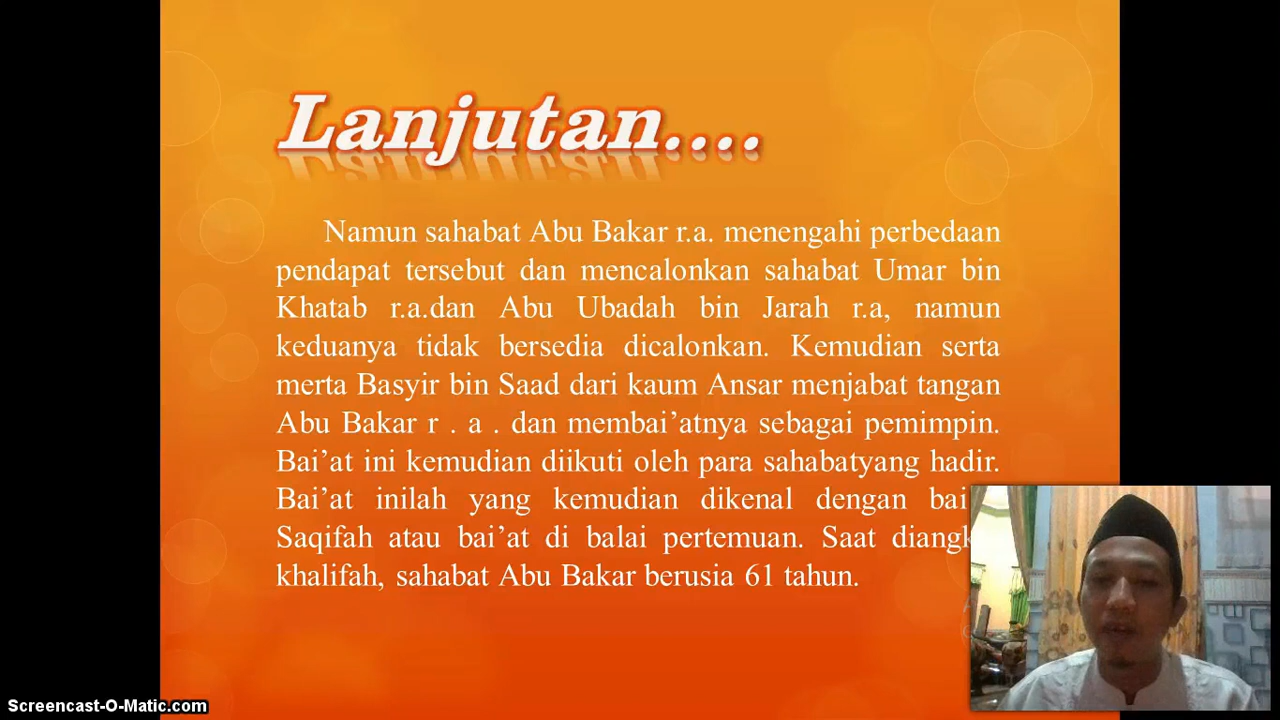 Lanjutan....
Namun sahabat Abu Bakar r.a. menengahi perbedaan
pendapat tersebut dan mencalonkan sahabat Umar bin
Khatab r.a.dan Abu Ubadah bin Jarah r.a, namun
keduanya tidak bersedia dicalonkan. Kemudian serta
merta Basyir bin Saad dari kaum Ansar menjabat tangan
Abu Bakar r . a . dan membai’atnya sebagai pemimpin.
Bai’at ini kemudian diikuti oleh para sahabatyang hadir.
Bai’at inilah yang kemudian dikenal dengan
Saqifah atau bai’at di balai pertemuan. Saat
khalifah, sahabat Abu Bakar berusia 61 tahun.
Screencast-O-Matic.com